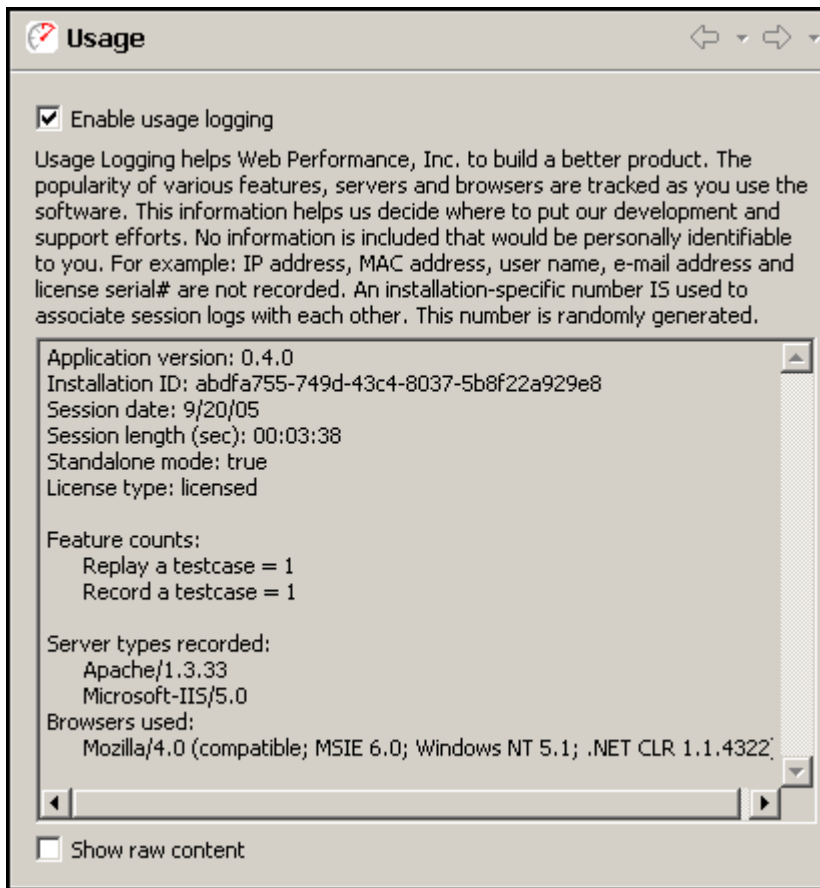 Usage
Enable usage logging
Usage Logging helps Web Performance, Inc. to build a better product. The
popularity of various features, servers and browsers are tracked as you use the
software. This information helps us decide where to put our development and
support efforts. No information is included that would be personally identifiable
to you. For example: IP address, MAC address, user name, e-mail address and
license serial# are not recorded. An installation-specific number IS used to
associate session logs with each other. This number is randomly generated.
Application version: 0.4.0
Installation ID: abdfa755-749d-43c4-8037-5b8f22a929e8
Session date: 9/20/05
Session length (sec): 00:03:38
Standalone mode: true
License type: licensed
Feature counts:
Replay a testcase = 1
Record a testcase = 1
Server types recorded:
Apache/1.3.33
Microsoft-IIS/5.0
Browsers used:
Mozilla/4.0 (compatible; MSIE 6.0; Windows NT 5.1; .NET CLR 1.1.4322)
Show raw content